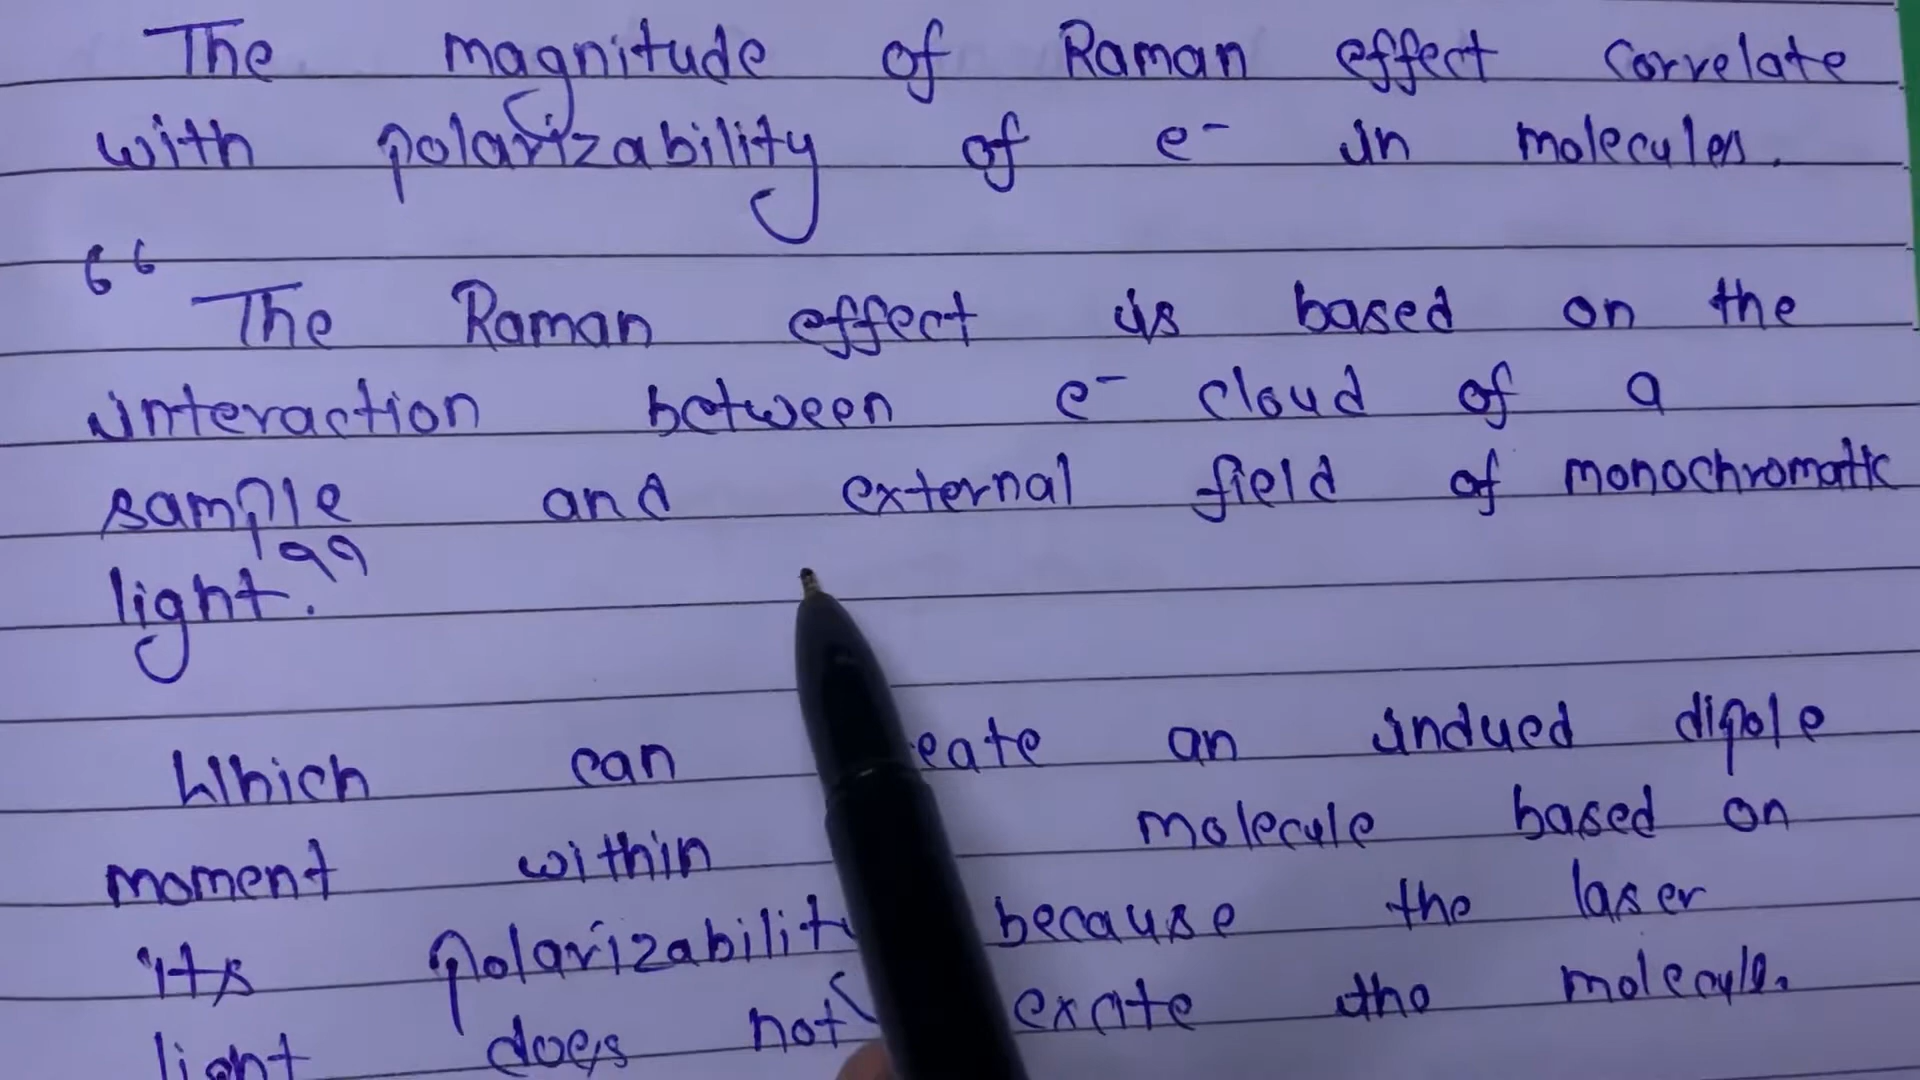 The magnitude of Raman effect correlate
with polarizability of e⁻ in molecules.
“ The Raman effect is based on the
interaction between e⁻ cloud of a
sample and external field of monochromatic
light.”
Which can eate an indued dipole
moment within molecule based on
its polarizabilit because the laser
light does not excite the molecule.